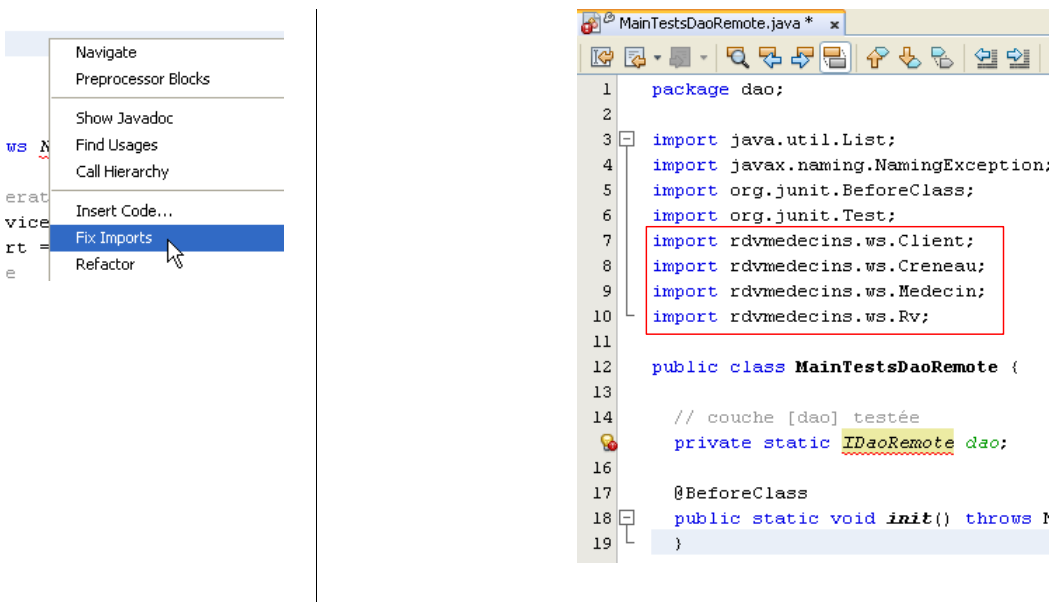 Navigate
Preprocessor Blocks
Show Javadoc
ws N
Find Usages
Call Hierarchy
erat
Insert Code...
vice
Fix Imports
rt =
Refactor
e
MainTestsDaoRemote.java * x
1 package dao;
2
3 import java.util.List;
4 import javax.naming.NamingException;
5 import org.junit.BeforeClass;
6 import org.junit.Test;
7 import rdvmedecins.ws.Client;
8 import rdvmedecins.ws.Creneau;
9 import rdvmedecins.ws.Medecin;
10 import rdvmedecins.ws.Rv;
11
12 public class MainTestsDaoRemote {
13
14 // couche [dao] testée
private static IDaoRemote dao;
16
17 @BeforeClass
18 public static void init() throws N
19 }